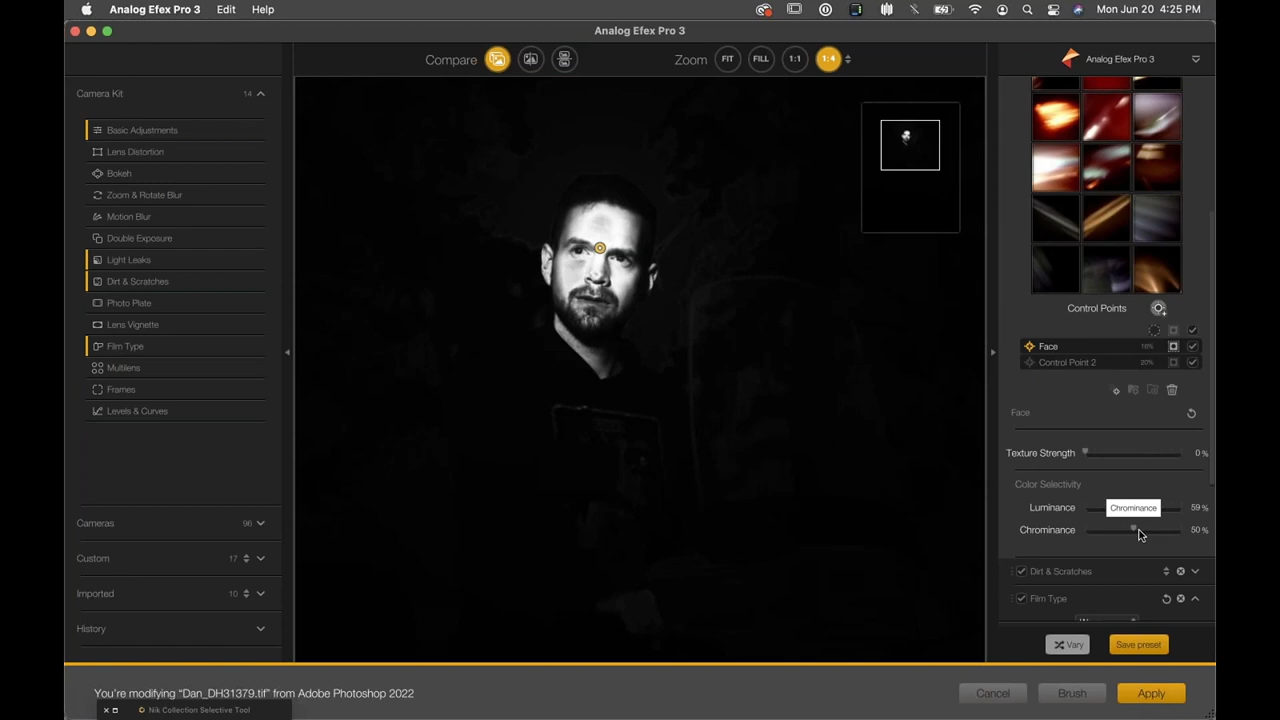 Analog Efex Pro 3 Edit Help Mon Jun 20 4:25 PM
Analog Efex Pro 3
Compare Zoom FIT FILL 1:1 1:4 Analog Efex Pro 3
Camera Kit 14
Basic Adjustments
Lens Distortion
Bokeh
Zoom & Rotate Blur
Motion Blur
Double Exposure
Light Leaks
Dirt & Scratches
Photo Plate
Lens Vignette
Film Type
Multilens
Frames
Levels & Curves
Cameras 96
Custom 17
Imported 10
History
Control Points
Face 16%
Control Point 2 20%
Face
Texture Strength 0 %
Color Selectivity
Luminance 59 %
Chrominance
Chrominance 50 %
Dirt & Scratches
Film Type
Vary Save preset
You're modifying “Dan_DH31379.tif” from Adobe Photoshop 2022
Cancel Brush Apply
Nik Collection Selective Tool